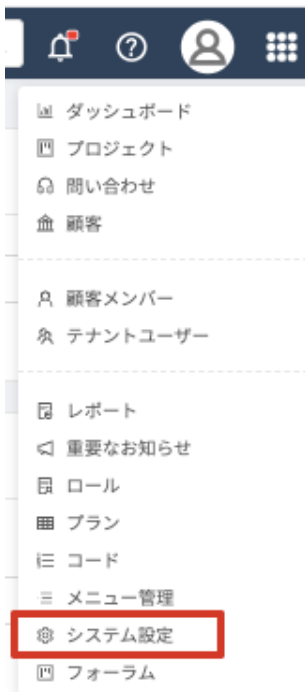 ダッシュボード
プロジェクト
問い合わせ
顧客
顧客メンバー
テナントユーザー
レポート
重要なお知らせ
ロール
プラン
コード
メニュー管理
システム設定
フォーラム